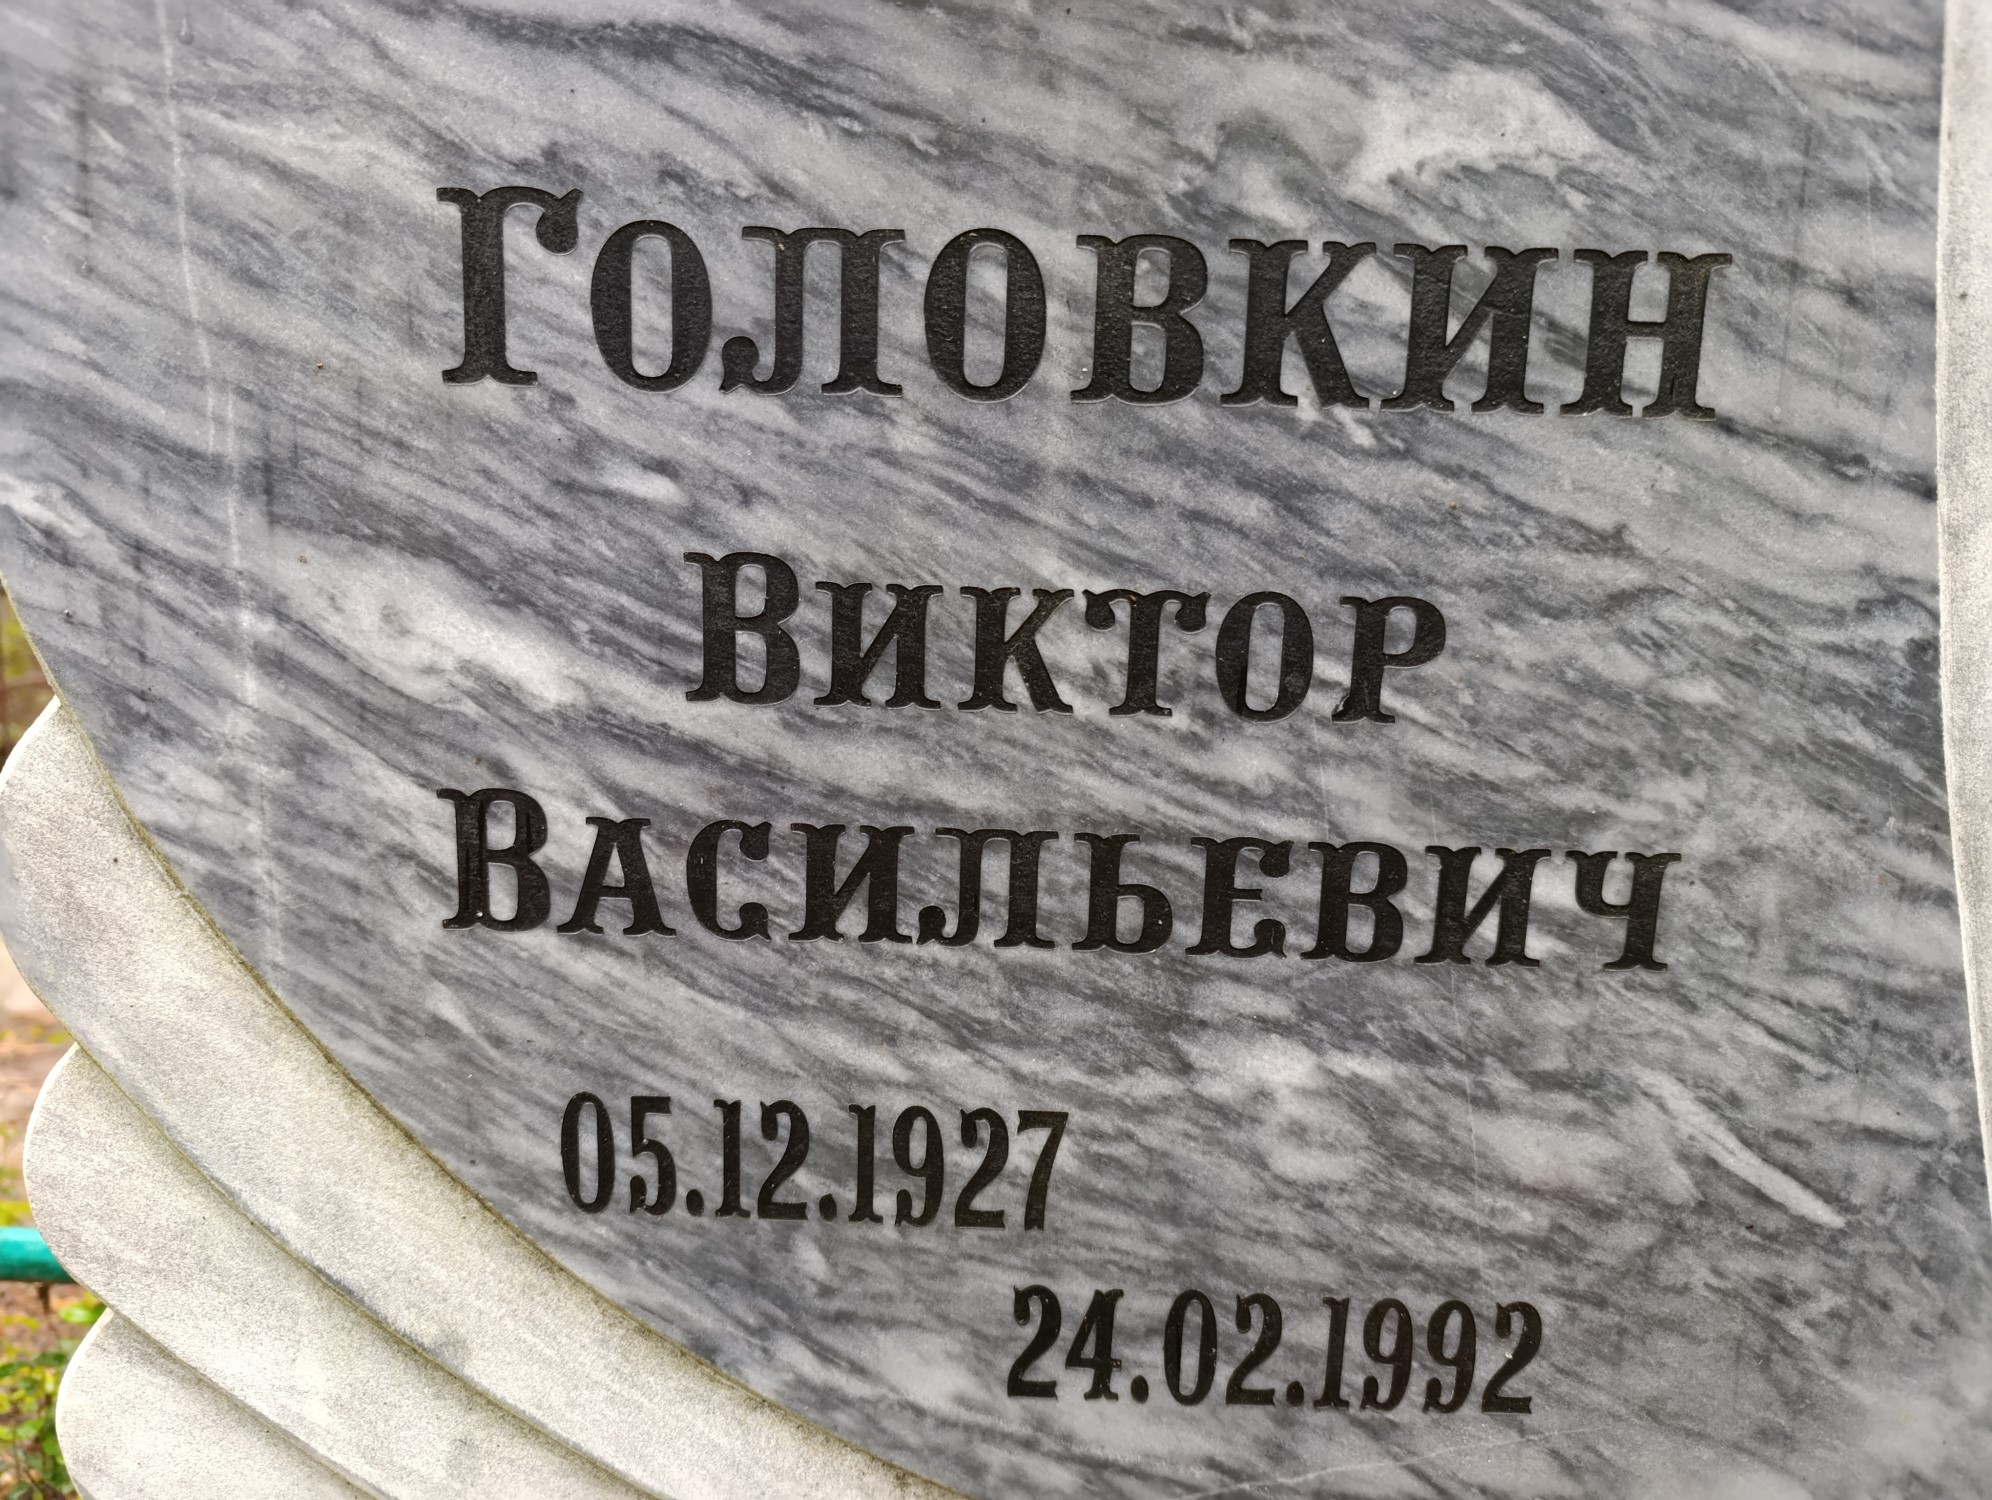 Головкин
Виктор
Васильевич
05.12.1927
24.02.1992